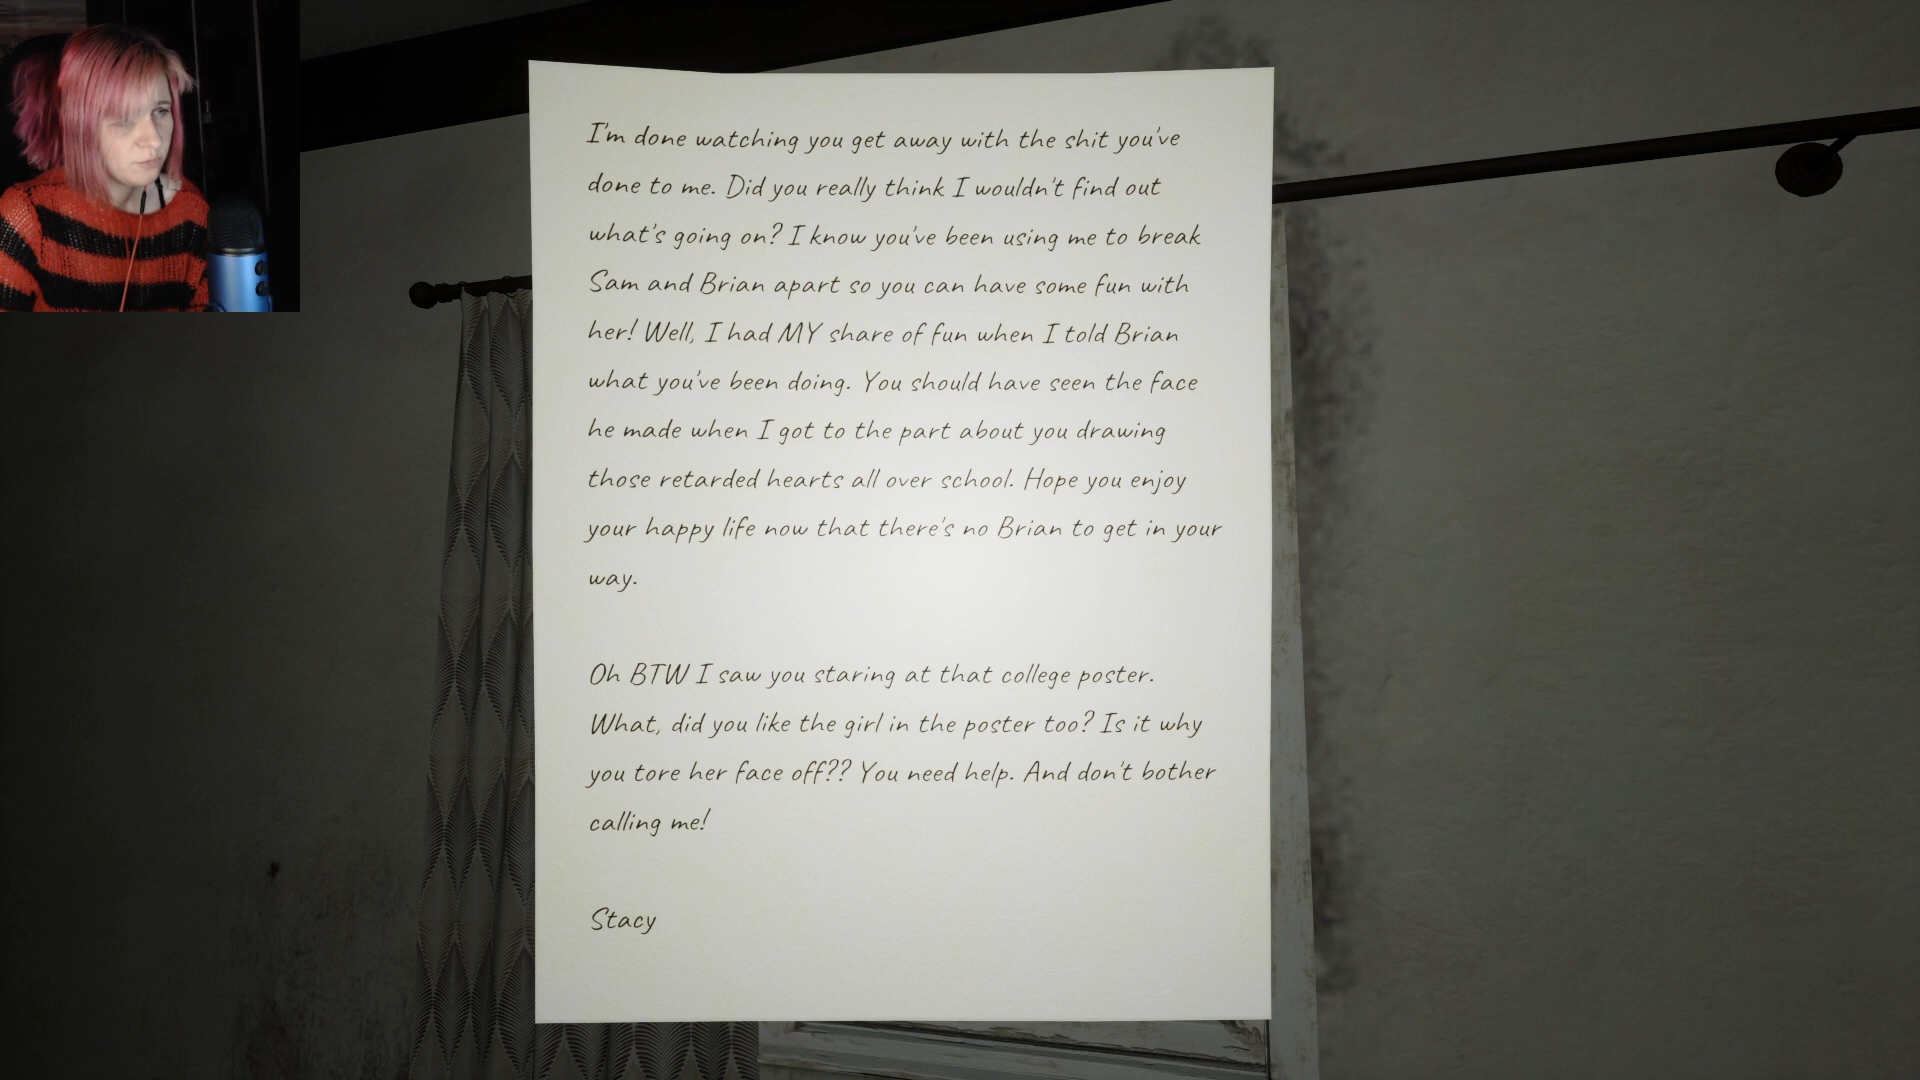 I'm done watching you get away with the shit you've
done to me. Did you really think I wouldn't find out
what's going on? I know you've been using me to break
Sam and Brian apart so you can have some fun with
her! Well, I had MY share of fun when I told Brian
what you've been doing. You should have seen the face
he made when I got to the part about you drawing
those retarded hearts all over school. Hope you enjoy
your happy life now that there's no Brian to get in your
way.
Oh BTW I saw you staring at that college poster.
What, did you like the girl in the poster too? Is it why
you tore her face off?? You need help. And don't bother
calling me!
Stacy